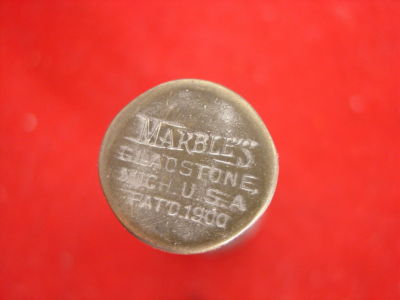 MARBLE'S
GLADSTONE,
MICH. U.S.A
PAT'D.1900